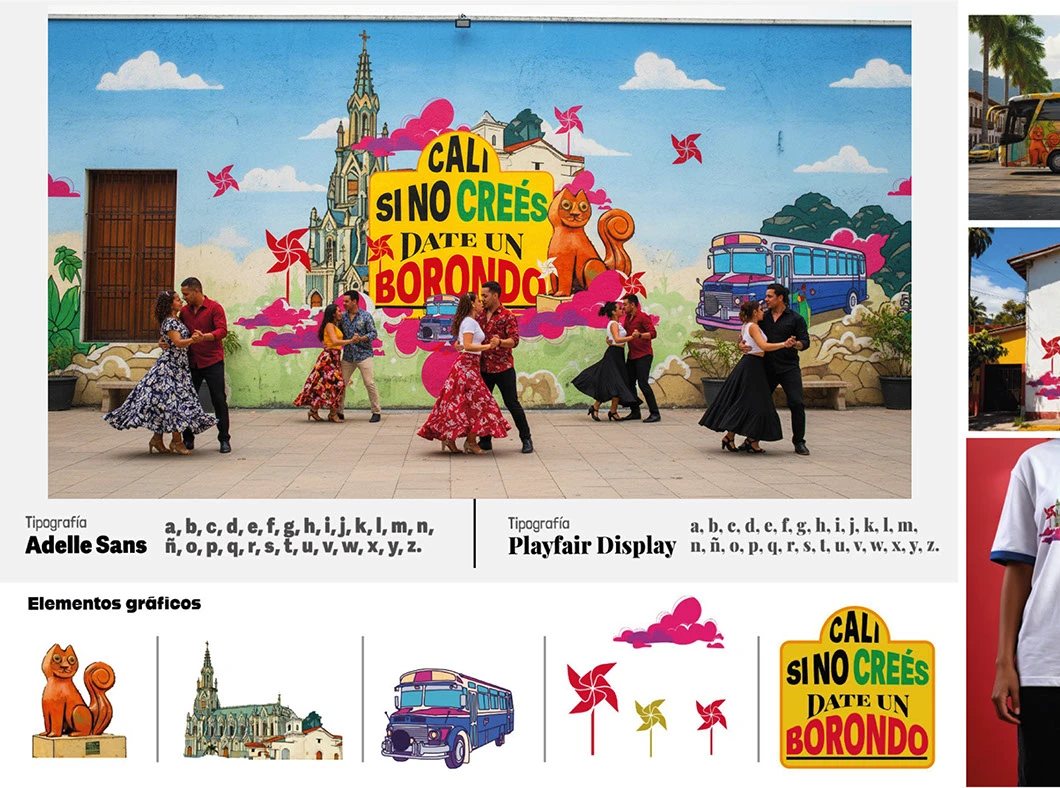 CALI
SI NO CREÉS
DATE UN
BORONDO
Tipografía
Adelle Sans
a, b, c, d, e, f, g, h, i, j, k, l, m, n,
ñ, o, p, q, r, s, t, u, v, w, x, y, z.
Tipografía
Playfair Display
a, b, c, d, e, f, g, h, i, j, k, l, m,
n, ñ, o, p, q, r, s, t, u, v, w, x, y, z.
Elementos gráficos
CALI
SI NO CREÉS
DATE UN
BORONDO